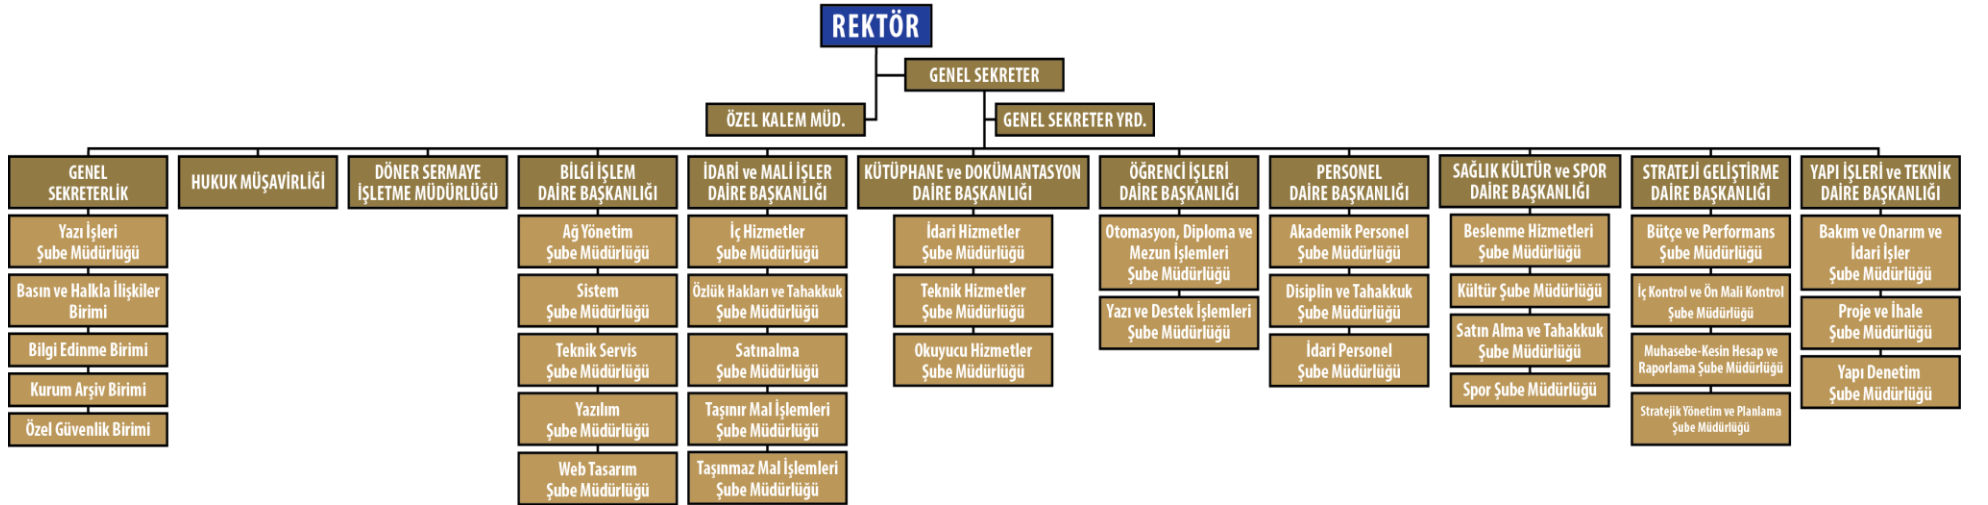 REKTÖR
GENEL SEKRETER
ÖZEL KALEM MÜD.
GENEL SEKRETER YRD.
GENEL
SEKRETERLİK
Yazı İşleri
Şube Müdürlüğü
Basın ve Halkla İlişkiler
Birimi
Bilgi Edinme Birimi
Kurum Arşiv Birimi
Özel Güvenlik Birimi
HUKUK MÜŞAVİRLİĞİ
DÖNER SERMAYE
İŞLETME MÜDÜRLÜĞÜ
BİLGİ İŞLEM
DAİRE BAŞKANLIĞI
Ağ Yönetim
Şube Müdürlüğü
Sistem
Şube Müdürlüğü
Teknik Servis
Şube Müdürlüğü
Yazılım
Şube Müdürlüğü
Web Tasarım
Şube Müdürlüğü
İDARİ ve MALİ İŞLER
DAİRE BAŞKANLIĞI
İç Hizmetler
Şube Müdürlüğü
Özlük Hakları ve Tahakkuk
Şube Müdürlüğü
Satınalma
Şube Müdürlüğü
Taşınır Mal İşlemleri
Şube Müdürlüğü
Taşınmaz Mal İşlemleri
Şube Müdürlüğü
KÜTÜPHANE ve DOKÜMANTASYON
DAİRE BAŞKANLIĞI
İdari Hizmetler
Şube Müdürlüğü
Teknik Hizmetler
Şube Müdürlüğü
Okuyucu Hizmetler
Şube Müdürlüğü
ÖĞRENCİ İŞLERİ
DAİRE BAŞKANLIĞI
Otomasyon, Diploma ve
Mezun İşlemleri
Şube Müdürlüğü
Yazı ve Destek İşlemleri
Şube Müdürlüğü
PERSONEL
DAİRE BAŞKANLIĞI
Akademik Personel
Şube Müdürlüğü
Disiplin ve Tahakkuk
Şube Müdürlüğü
İdari Personel
Şube Müdürlüğü
SAĞLIK KÜLTÜR ve SPOR
DAİRE BAŞKANLIĞI
Beslenme Hizmetleri
Şube Müdürlüğü
Kültür Şube Müdürlüğü
Satın Alma ve Tahakkuk
Şube Müdürlüğü
Spor Şube Müdürlüğü
STRATEJİ GELİŞTİRME
DAİRE BAŞKANLIĞI
Bütçe ve Performans
Şube Müdürlüğü
İç Kontrol ve Ön Mali Kontrol
Şube Müdürlüğü
Muhasebe-Kesin Hesap ve
Raporlama Şube Müdürlüğü
Stratejik Yönetim ve Planlama
Şube Müdürlüğü
YAPI İŞLERİ ve TEKNİK
DAİRE BAŞKANLIĞI
Bakım ve Onarım ve
İdari İşler
Şube Müdürlüğü
Proje ve İhale
Şube Müdürlüğü
Yapı Denetim
Şube Müdürlüğü